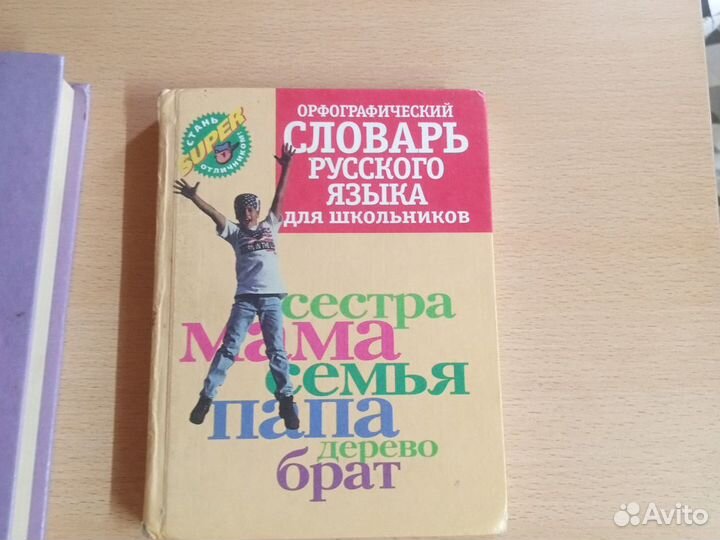 СТАНЬ
SUPER
ОТЛИЧНИКОМ!
ОРФОГРАФИЧЕСКИЙ
СЛОВАРЬ
РУССКОГО
ЯЗЫКА
ДЛЯ ШКОЛЬНИКОВ
сестра
мама
семья
папа
дерево
брат
Avito